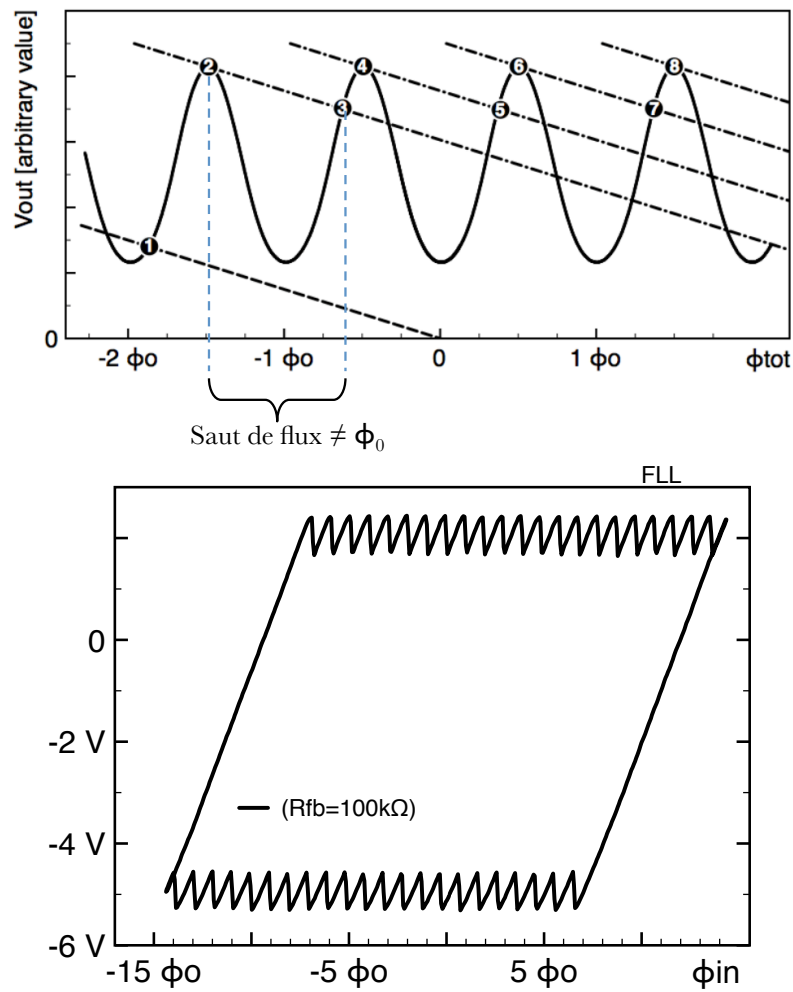 Vout [arbitrary value]
2 4 6 8
3 5 7
1
0
-2 ϕo -1 ϕo 0 1 ϕo ϕtot
Saut de flux ≠ ϕ₀
FLL
0
-2 V
(Rfb=100kΩ)
-4 V
-6 V
-15 ϕo -5 ϕo 5 ϕo ϕin